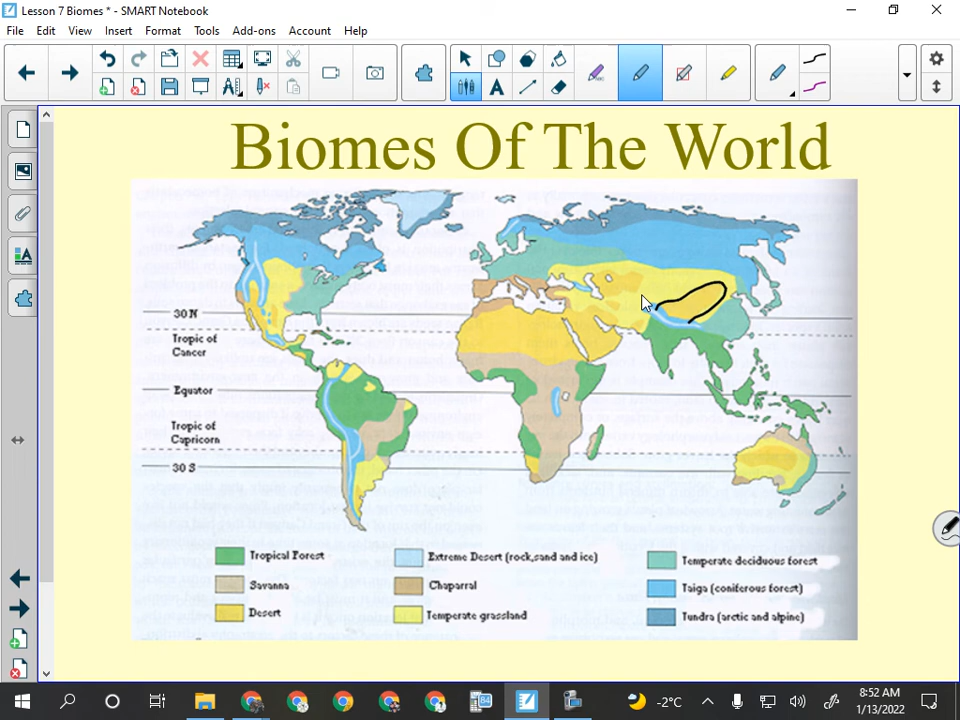 Lesson 7 Biomes * - SMART Notebook
File Edit View Insert Format Tools Add-ons Account Help
Biomes Of The World
30 N
Tropic of
Cancer
Equator
Tropic of
Capricorn
30 S
Tropical Forest
Extreme Desert (rock,sand and ice)
Temperate deciduous forest
Savanna
Chaparral
Taiga (coniferous forest)
Desert
Temperate grassland
Tundra (arctic and alpine)
84
-2°C
8:52 AM
1/13/2022